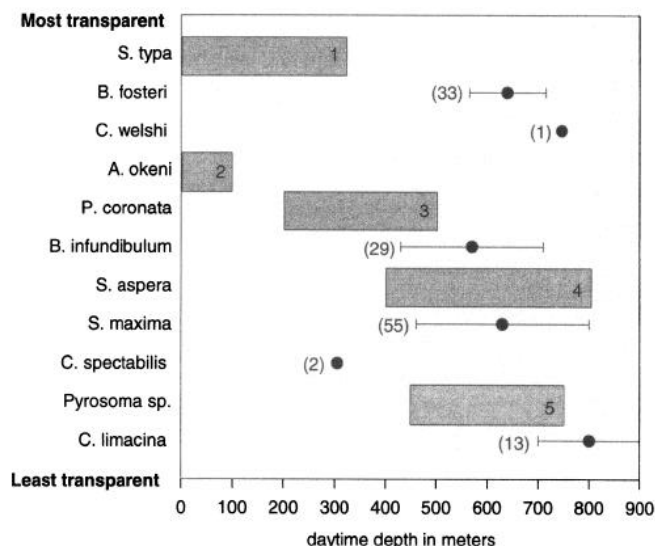 Most transparent
S. typa 1
B. fosteri (33)
C. welshi (1)
A. okeni 2
P. coronata 3
B. infundibulum (29)
S. aspera 4
S. maxima (55)
C. spectabilis (2)
Pyrosoma sp. 5
C. limacina (13)
Least transparent
0 100 200 300 400 500 600 700 800 900
daytime depth in meters